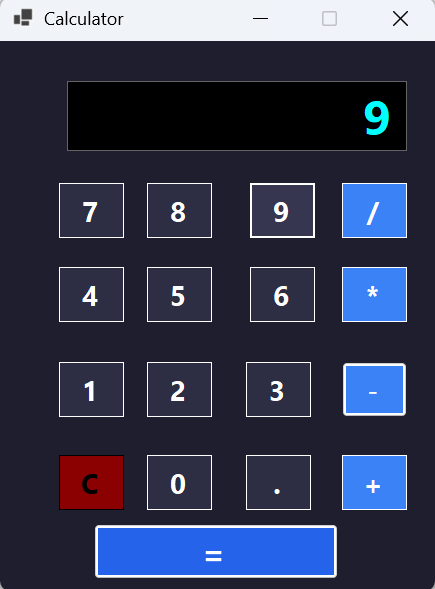 Calculator
9
7 8 9 /
4 5 6 *
1 2 3 -
C 0 . +
=